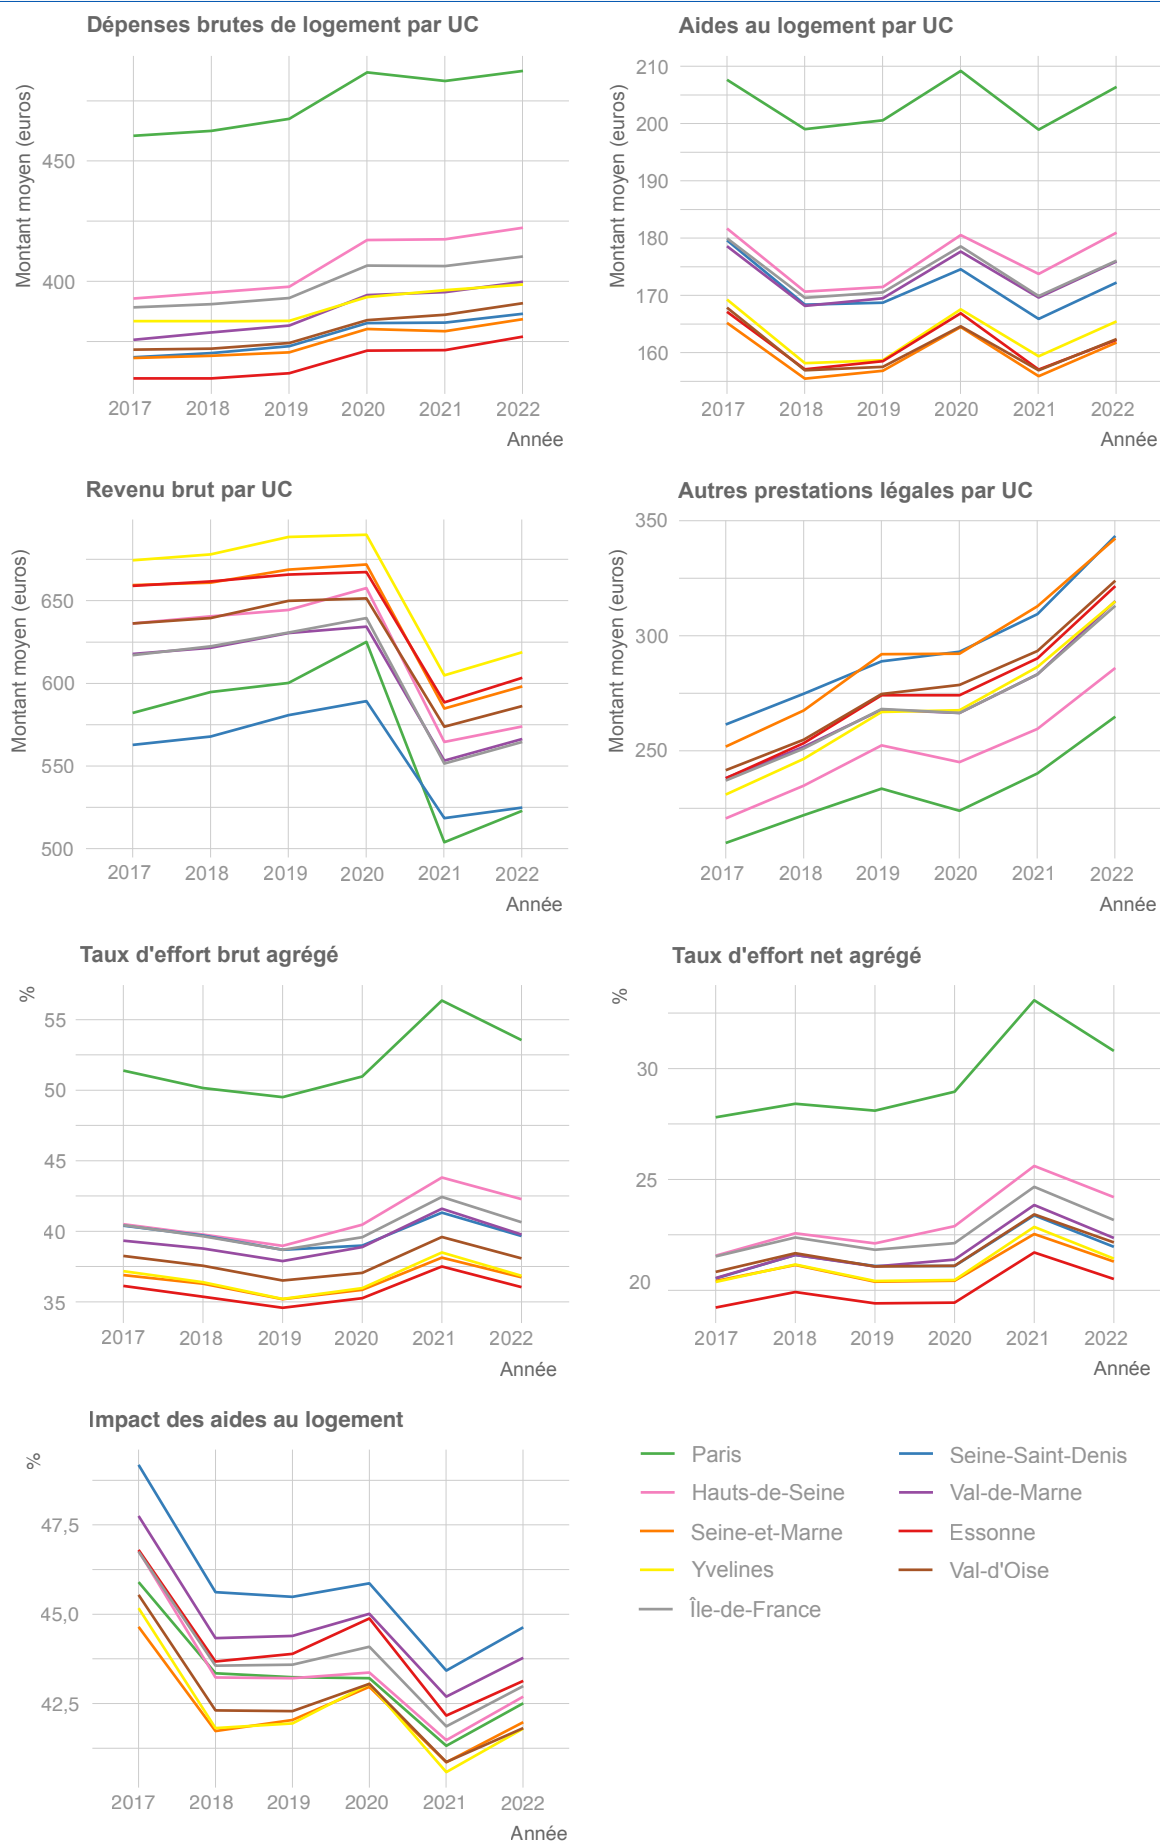 Dépenses brutes de logement par UC
Montant moyen (euros)
450
400
2017 2018 2019 2020 2021 2022
Année
Aides au logement par UC
Montant moyen (euros)
210
200
190
180
170
160
2017 2018 2019 2020 2021 2022
Année
Revenu brut par UC
Montant moyen (euros)
650
600
550
500
2017 2018 2019 2020 2021 2022
Année
Autres prestations légales par UC
Montant moyen (euros)
350
300
250
2017 2018 2019 2020 2021 2022
Année
Taux d'effort brut agrégé
%
55
50
45
40
35
2017 2018 2019 2020 2021 2022
Année
Taux d'effort net agrégé
%
30
25
20
2017 2018 2019 2020 2021 2022
Année
Impact des aides au logement
%
47,5
45,0
42,5
2017 2018 2019 2020 2021 2022
Année
Paris
Seine-Saint-Denis
Hauts-de-Seine
Val-de-Marne
Seine-et-Marne
Essonne
Yvelines
Val-d'Oise
Île-de-France